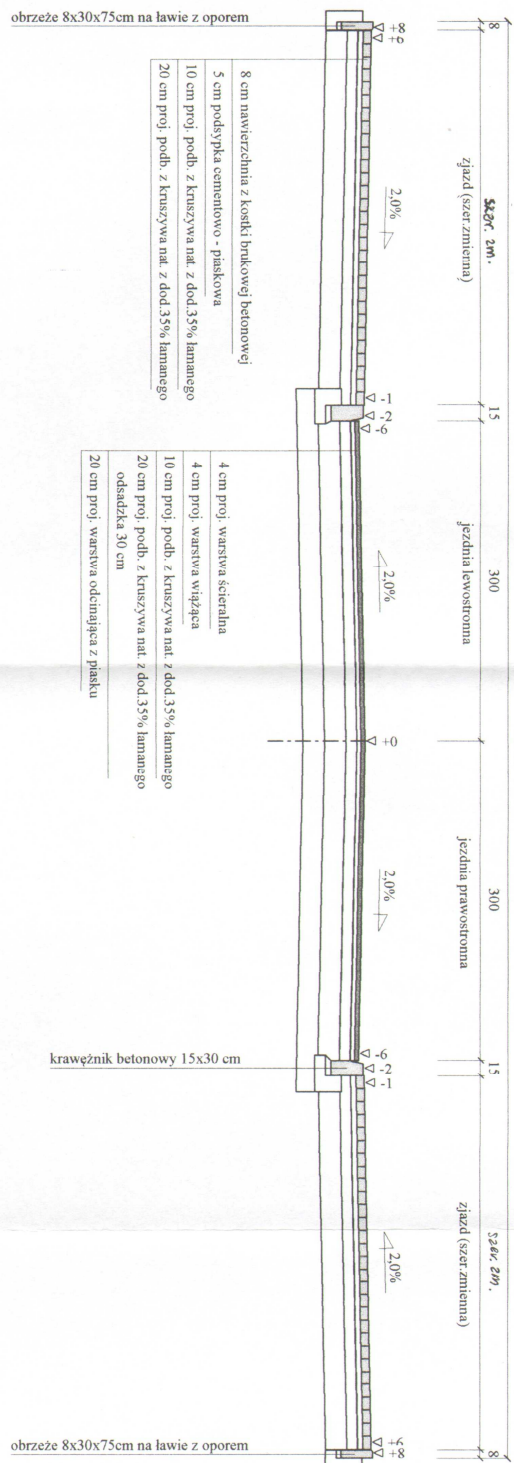 8
szer. zm.
15
300
300
15
szer. zm.
8
zjazd (szer.zmienna)
jezdnia lewostronna
jezdnia prawostronna
zjazd (szer.zmienna)
+8
+6
2,0%
-1
-2
-6
2,0%
+0
2,0%
-6
-2
-1
2,0%
+6
+8
obrzeże 8x30x75cm na ławie z oporem
8 cm nawierzchnia z kostki brukowej betonowej
5 cm podsypka cementowo - piaskowa
10 cm proj. podb. z kruszywa nat. z dod.35% łamanego
20 cm proj. podb. z kruszywa nat. z dod.35% łamanego
4 cm proj. warstwa ścieralna
4 cm proj. warstwa wiążąca
10 cm proj. podb. z kruszywa nat. z dod.35% łamanego
20 cm proj. podb. z kruszywa nat. z dod.35% łamanego
odsadzka 30 cm
20 cm proj. warstwa odcinająca z piasku
krawężnik betonowy 15x30 cm
obrzeże 8x30x75cm na ławie z oporem